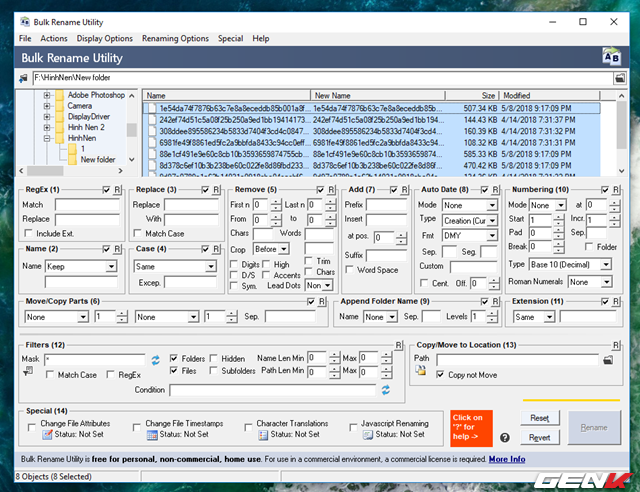 Bulk Rename Utility
File Actions Display Options Renaming Options Special Help
Bulk Rename Utility
F:\HinhNen\New folder
Adobe Photoshop
Camera
DisplayDriver
Hinh Nen 2
HinhNen
1
New folder
Name New Name Size Modified
507.34 KB 5/8/2018 9:17:09 PM
144.43 KB 4/14/2018 7:31:37 PM
160.39 KB 4/14/2018 7:31:32 PM
108.32 KB 4/14/2018 7:31:32 PM
585.33 KB 5/8/2018 9:17:09 PM
470.42 KB 5/8/2018 9:17:09 PM
RegEx (1) R
Match
Replace
Include Ext.
Replace (3) R
Replace
With
Match Case
Remove (5) R
First n 0 Last n 0
From 0 to 0
Chars Words
Crop Before
Digits High Trim
D/S Accents Chars
Sym. Lead Dots Non
Add (7) R
Prefix
Insert
at pos. 0
Suffix
Word Space
Auto Date (8) R
Mode None
Type Creation (Cur
Fmt DMY
Sep. Seg.
Custom
Cent. Off. 0
Numbering (10) R
Mode None at 0
Start 1 Incr. 1
Pad 0 Sep.
Break 0 Folder
Type Base 10 (Decimal)
Roman Numerals None
Name (2) R
Name Keep
Case (4) R
Same
Excep.
Move/Copy Parts (6) R
None 1 None 1 Sep.
Append Folder Name (9) R
Name None Sep. Levels 1
Extension (11) R
Same
Filters (12) R
Mask *
Match Case RegEx
Folders Hidden
Files Subfolders
Name Len Min 0 Max 0
Path Len Min 0 Max 0
Condition
Copy/Move to Location (13) R
Path
Copy not Move
Special (14)
Change File Attributes
Status: Not Set
Change File Timestamps
Status: Not Set
Character Translations
Status: Not Set
Javascript Renaming
Status: Not Set
Click on
'?' for
help ->
?
Reset
Revert
Rename
Bulk Rename Utility is free for personal, non-commercial, home use. For use in a commercial environment, a commercial license is required. More Info
8 Objects (8 Selected)
GENK